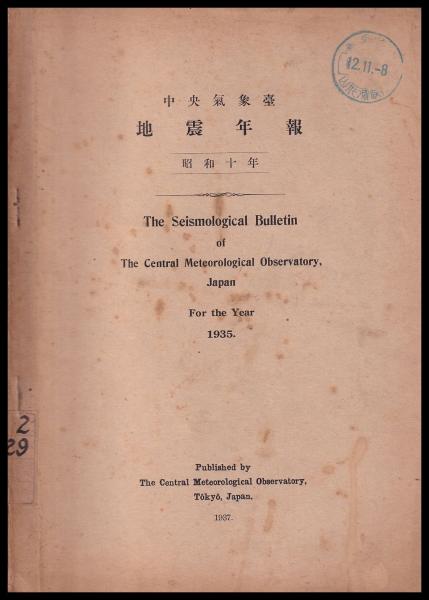 12.11.-8
中央氣象臺
地震年報
昭和十年
The Seismological Bulletin
of
The Central Meteorological Observatory,
Japan
For the Year
1935.
2
29
Published by
The Central Meteorological Observatory,
Tōkyō, Japan.
1937.